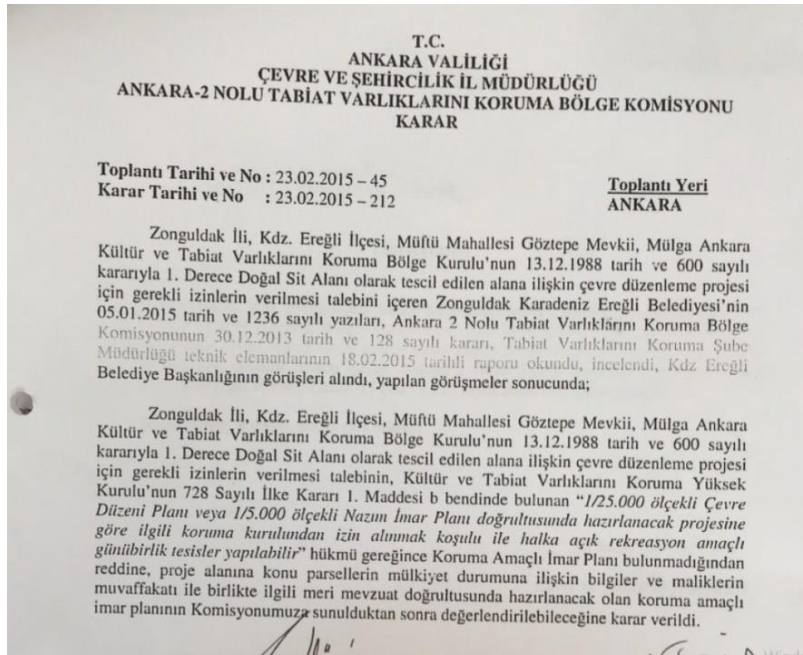 T.C.
ANKARA VALİLİĞİ
ÇEVRE VE ŞEHİRCİLİK İL MÜDÜRLÜĞÜ
ANKARA-2 NOLU TABİAT VARLIKLARINI KORUMA BÖLGE KOMİSYONU
KARAR
Toplantı Tarihi ve No : 23.02.2015 – 45
Karar Tarihi ve No : 23.02.2015 – 212
Toplantı Yeri
ANKARA
Zonguldak İli, Kdz. Ereğli İlçesi, Müftü Mahallesi Göztepe Mevkii, Mülga Ankara
Kültür ve Tabiat Varlıklarını Koruma Bölge Kurulu'nun 13.12.1988 tarih ve 600 sayılı
kararıyla 1. Derece Doğal Sit Alanı olarak tescil edilen alana ilişkin çevre düzenleme projesi
için gerekli izinlerin verilmesi talebini içeren Zonguldak Karadeniz Ereğli Belediyesi'nin
05.01.2015 tarih ve 1236 sayılı yazıları, Ankara 2 Nolu Tabiat Varlıklarını Koruma Bölge
Komisyonunun 30.12.2013 tarih ve 128 sayılı kararı, Tabiat Varlıklarını Koruma Şube
Müdürlüğü teknik elemanlarının 18.02.2015 tarihli raporu okundu, incelendi, Kdz Ereğli
Belediye Başkanlığının görüşleri alındı, yapılan görüşmeler sonucunda;
Zonguldak İli, Kdz. Ereğli İlçesi, Müftü Mahallesi Göztepe Mevkii, Mülga Ankara
Kültür ve Tabiat Varlıklarını Koruma Bölge Kurulu'nun 13.12.1988 tarih ve 600 sayılı
kararıyla 1. Derece Doğal Sit Alanı olarak tescil edilen alana ilişkin çevre düzenleme projesi
için gerekli izinlerin verilmesi talebinin, Kültür ve Tabiat Varlıklarını Koruma Yüksek
Kurulu'nun 728 Sayılı İlke Kararı 1. Maddesi b bendinde bulunan "1/25.000 ölçekli Çevre
Düzeni Planı veya 1/5.000 ölçekli Nazım İmar Planı doğrultusunda hazırlanacak projesine
göre ilgili koruma kurulundan izin alınmak koşulu ile halka açık rekreasyon amaçlı
günübirlik tesisler yapılabilir" hükmü gereğince Koruma Amaçlı İmar Planı bulunmadığından
reddine, proje alanına konu parsellerin mülkiyet durumuna ilişkin bilgiler ve maliklerin
muvaffakatı ile birlikte ilgili meri mevzuat doğrultusunda hazırlanacak olan koruma amaçlı
imar planının Komisyonumuza sunulduktan sonra değerlendirilebileceğine karar verildi.